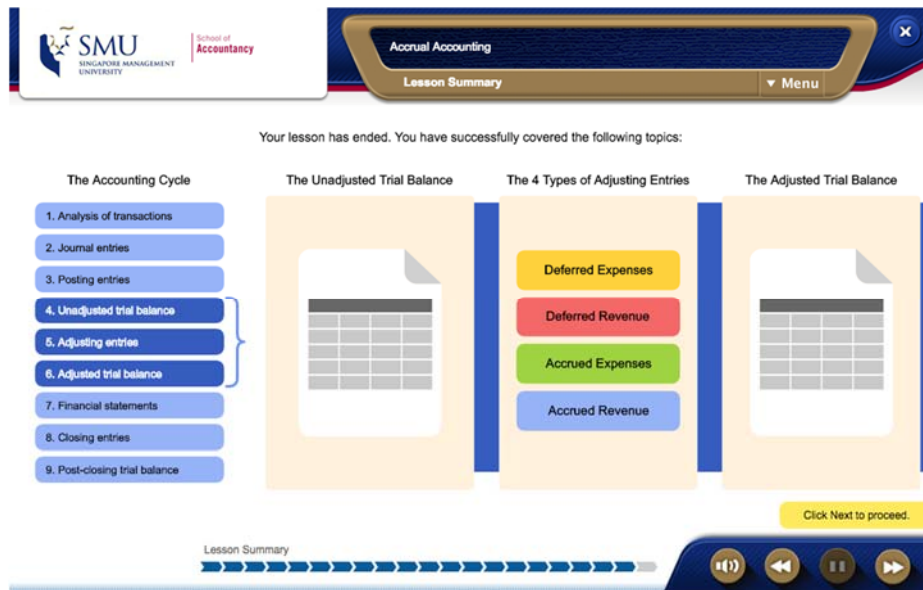 SMU
SINGAPORE MANAGEMENT
UNIVERSITY
School of
Accountancy
Accrual Accounting
Lesson Summary
Menu
Your lesson has ended. You have successfully covered the following topics:
The Accounting Cycle
1. Analysis of transactions
2. Journal entries
3. Posting entries
4. Unadjusted trial balance
5. Adjusting entries
6. Adjusted trial balance
7. Financial statements
8. Closing entries
9. Post-closing trial balance
The Unadjusted Trial Balance
The 4 Types of Adjusting Entries
Deferred Expenses
Deferred Revenue
Accrued Expenses
Accrued Revenue
The Adjusted Trial Balance
Click Next to proceed.
Lesson Summary